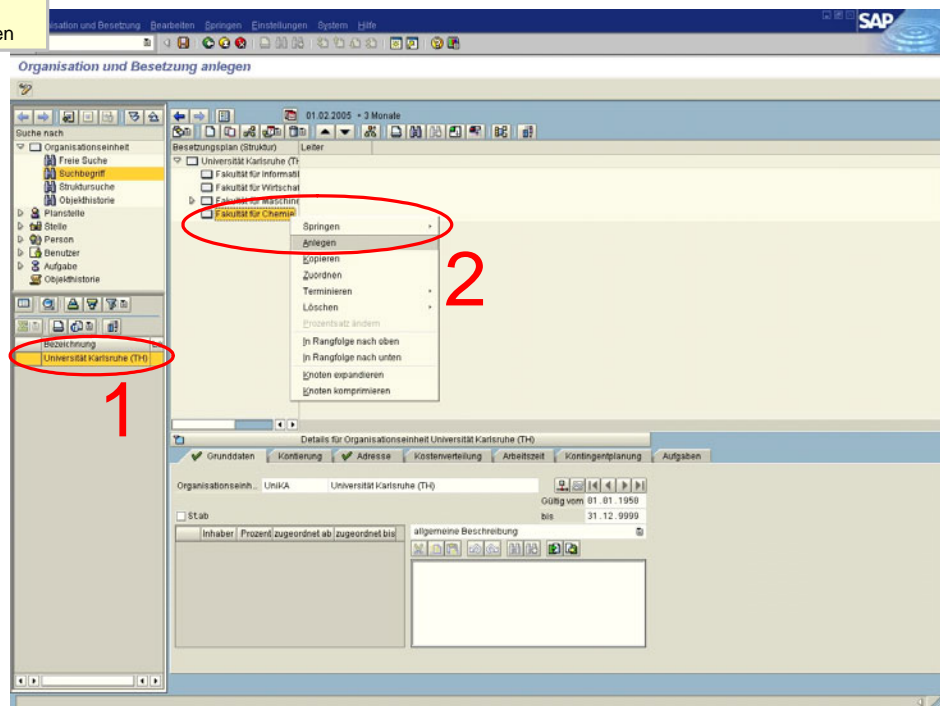 en
isation und Besetzung Bearbeiten Springen Einstellungen System Hilfe
SAP
Organisation und Besetzung anlegen
01.02.2005 + 3 Monate
Suche nach
Organisationseinheit
Freie Suche
Suchbegriff
Struktursuche
Objekthistorie
Planstelle
Stelle
Person
Benutzer
Aufgabe
Objekthistorie
Besetzungsplan (Struktur) Leiter
Universität Karlsruhe (TH
Fakultät für Informati
Fakultät für Wirtschat
Fakultät für Maschine
Fakultät für Chemie
Springen
Anlegen
Kopieren
Zuordnen
Terminieren
Löschen
Prozentsatz ändern
In Rangfolge nach oben
In Rangfolge nach unten
Knoten expandieren
Knoten komprimieren
2
Bezeichnung
Universität Karlsruhe (TH)
1
Details für Organisationseinheit Universität Karlsruhe (TH)
Grunddaten Kontierung Adresse Kostenverteilung Arbeitszeit Kontingentplanung Aufgaben
Organisationseinh.. UniKA Universität Karlsruhe (TH)
Gültig vom 01.01.1950
Stab bis 31.12.9999
Inhaber Prozent zugeordnet ab zugeordnet bis
allgemeine Beschreibung